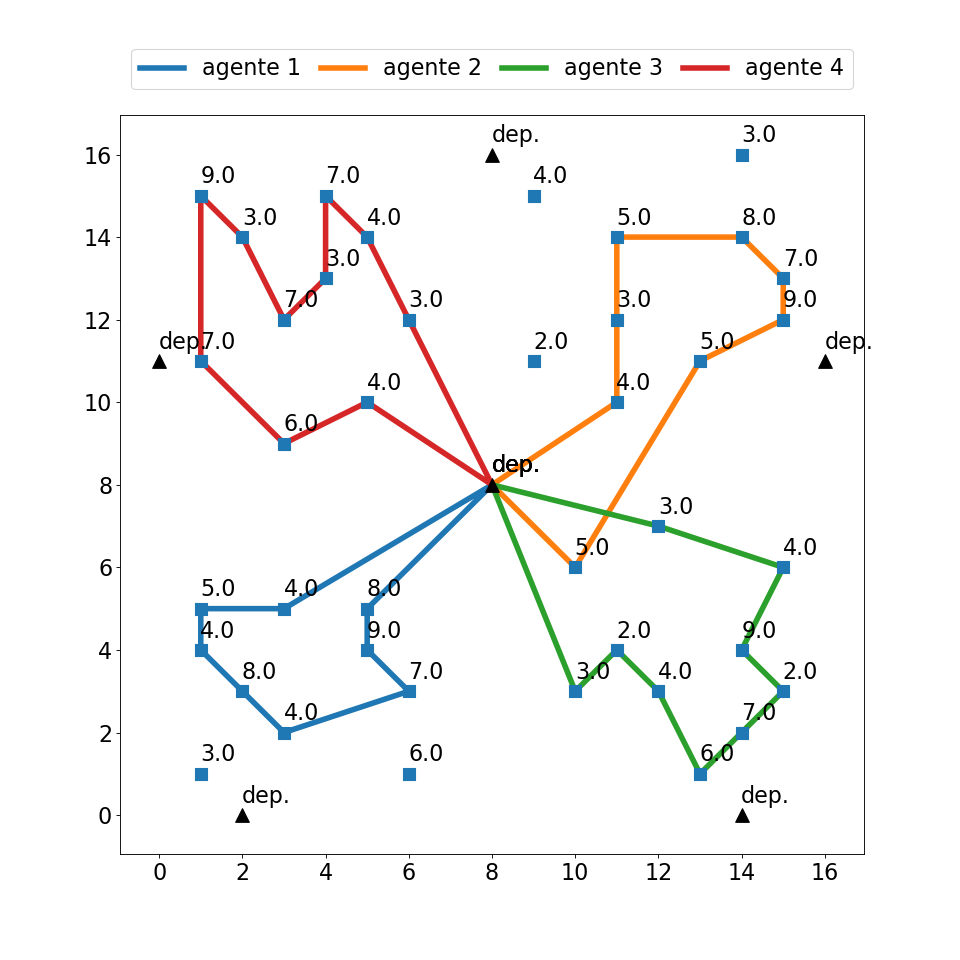 agente 1 agente 2 agente 3 agente 4
dep. 3.0
16
9.0 7.0 4.0
3.0 4.0 5.0 8.0
14
3.0 7.0
7.0 3.0 3.0 9.0
12
dep. 7.0 2.0 5.0 dep.
4.0 4.0
10
6.0
dep.
8
3.0
5.0 4.0
6
5.0 4.0 8.0
4.0 9.0 2.0 9.0
4
8.0 7.0 3.0 4.0 2.0
4.0 7.0
2
3.0 6.0 6.0
dep. dep.
0
0 2 4 6 8 10 12 14 16